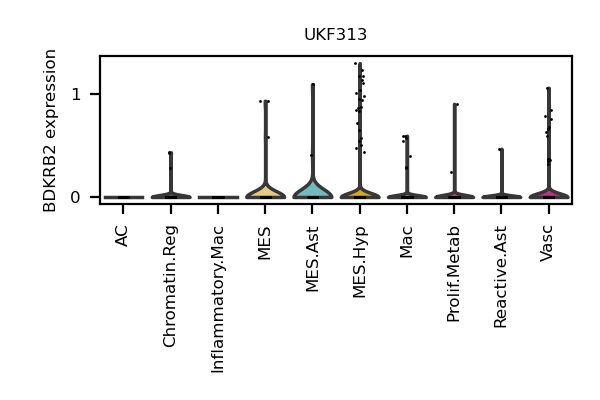 UKF313
BDKRB2 expression
1
0
AC
Chromatin.Reg
Inflammatory.Mac
MES
MES.Ast
MES.Hyp
Mac
Prolif.Metab
Reactive.Ast
Vasc